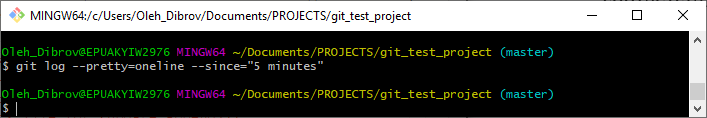 MINGW64:/c/Users/Oleh_Dibrov/Documents/PROJECTS/git_test_project
Oleh_Dibrov@EPUAKYIW2976 MINGW64 ~/Documents/PROJECTS/git_test_project (master)
$ git log --pretty=oneline --since="5 minutes"
Oleh_Dibrov@EPUAKYIW2976 MINGW64 ~/Documents/PROJECTS/git_test_project (master)
$